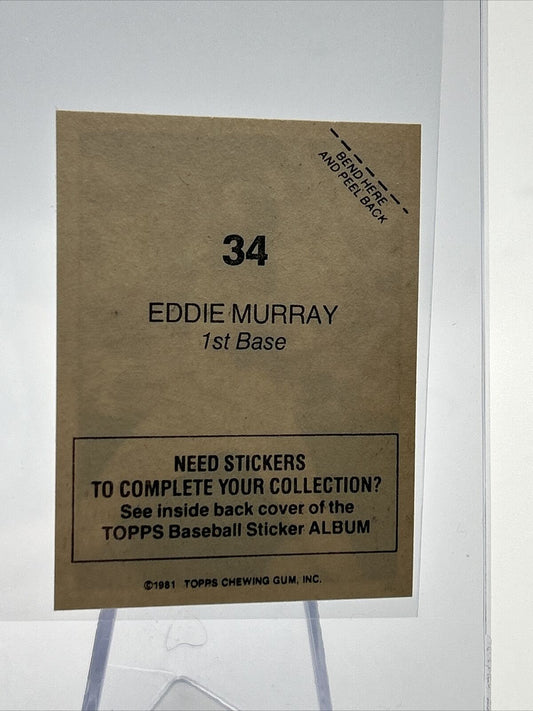 BEND HERE
AND PEEL BACK
34
EDDIE MURRAY
1st Base
NEED STICKERS
TO COMPLETE YOUR COLLECTION?
See inside back cover of the
TOPPS Baseball Sticker ALBUM
©1981 TOPPS CHEWING GUM, INC.